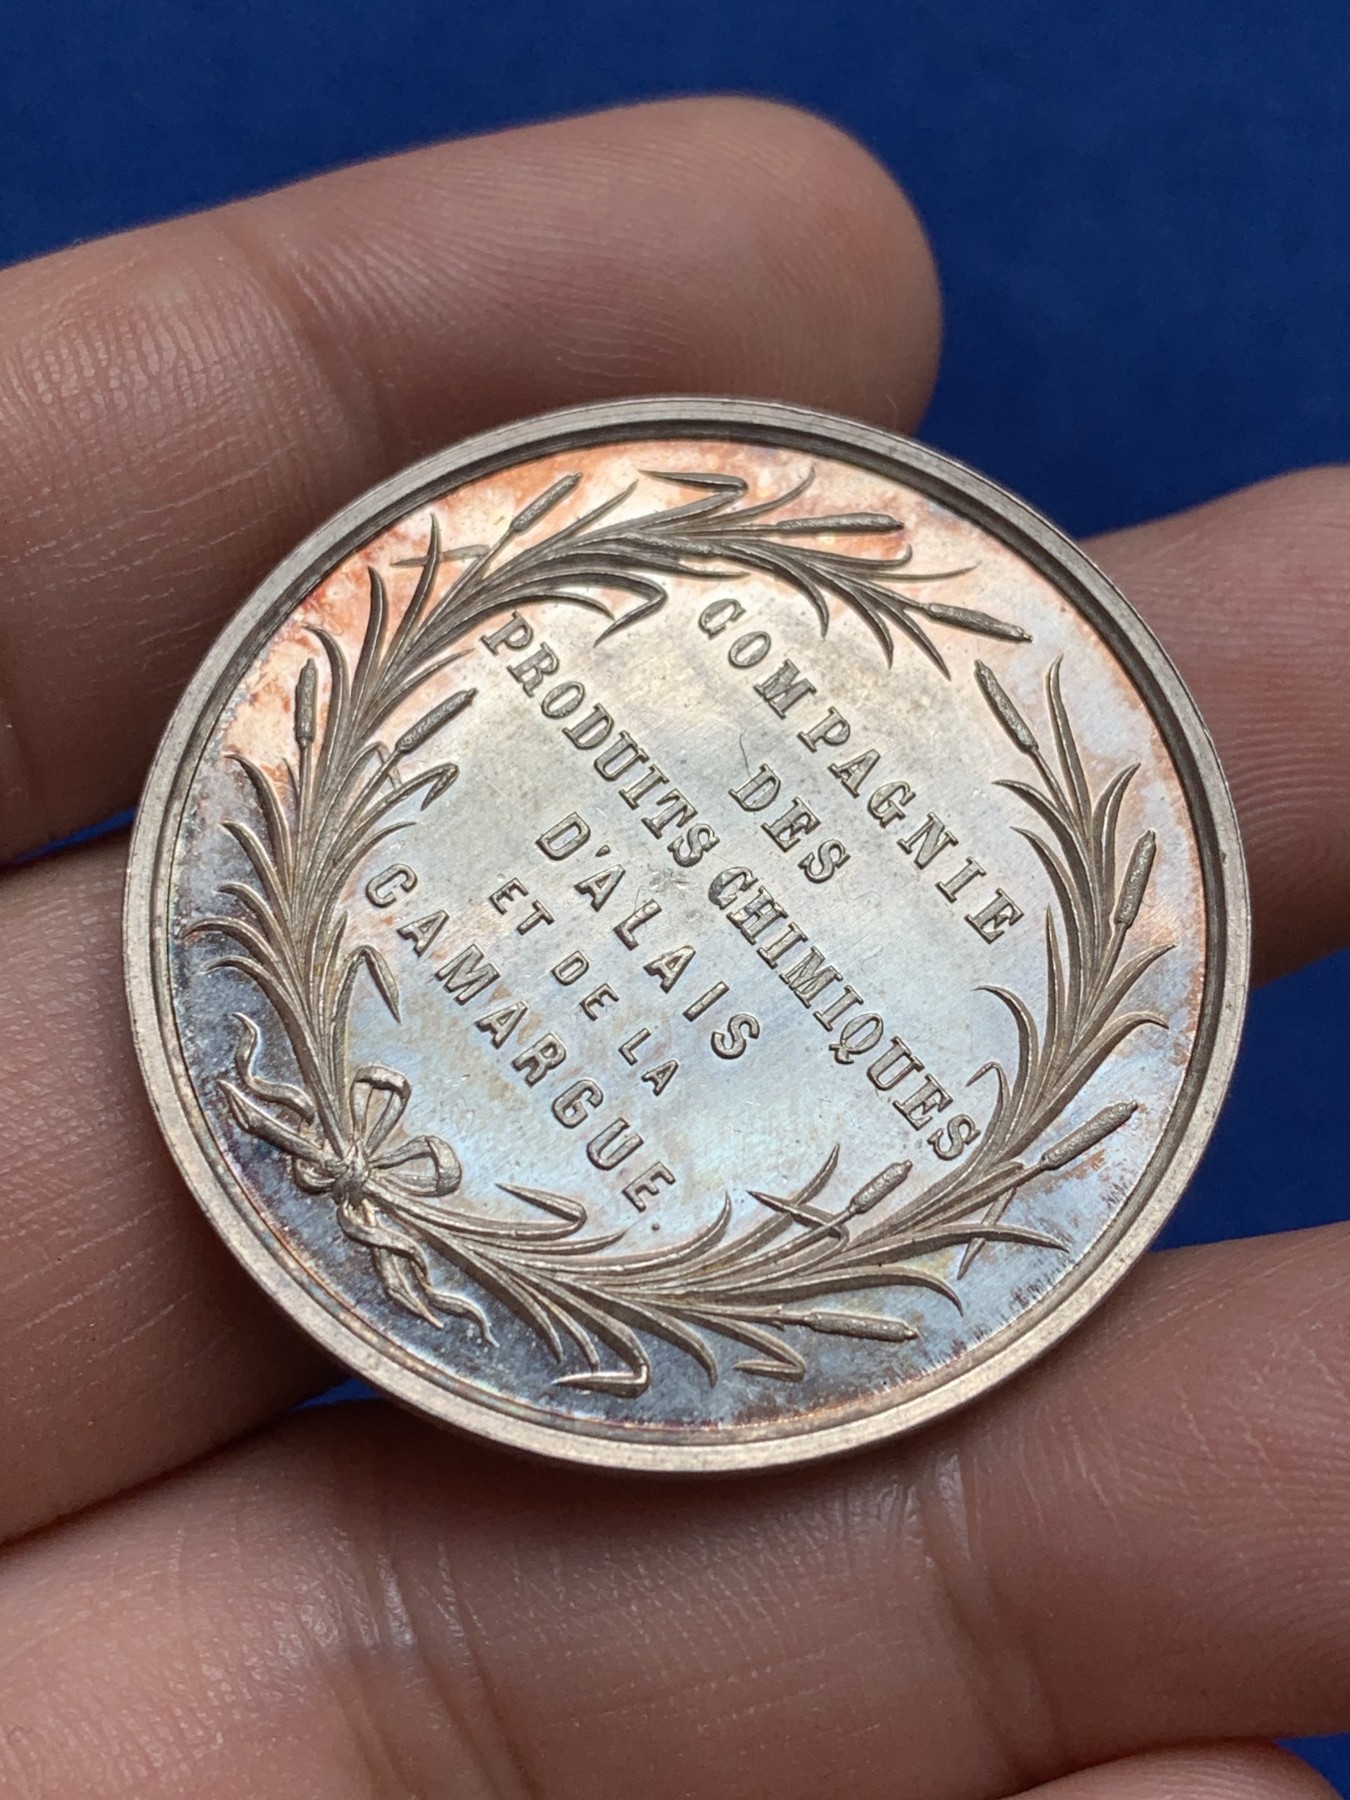 COMPAGNIE
DES
PRODUITS CHIMIQUES
D'ALAIS
ET DE LA
CAMARGUE.